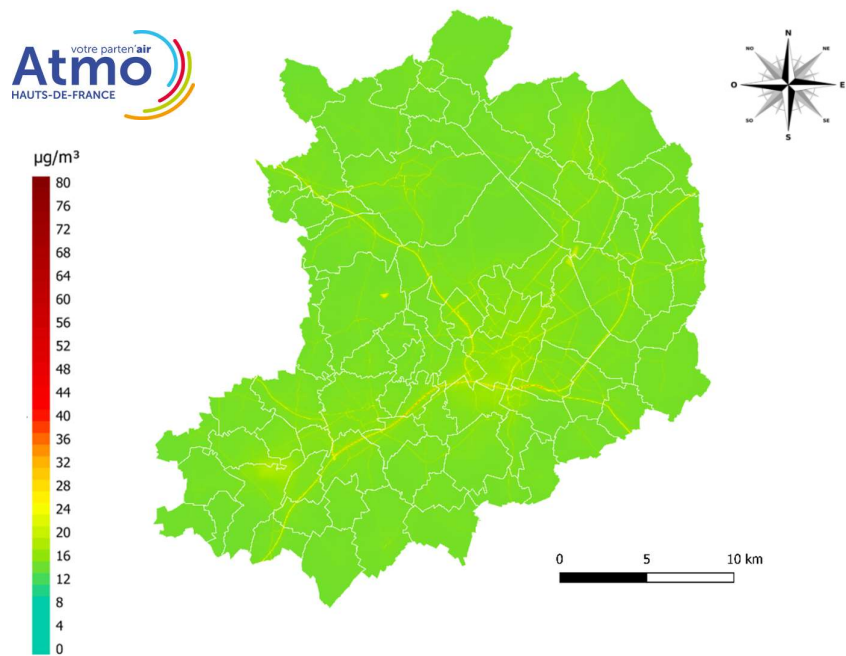 votre parten'air
Atmo
HAUTS-DE-FRANCE
N
NO
NE
O
E
SO
SE
S
µg/m³
80
76
72
68
64
60
56
52
48
44
40
36
32
28
24
20
16
12
8
4
0
0
5
10 km